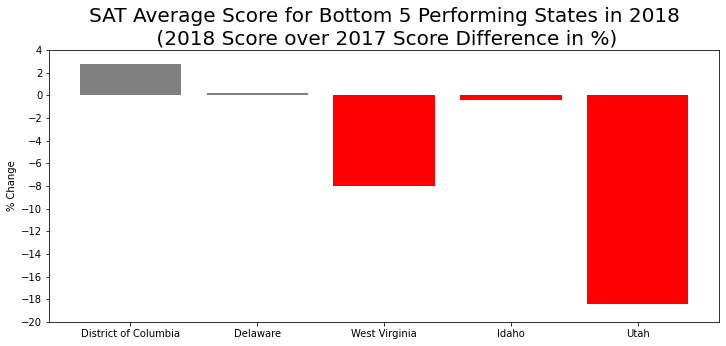 SAT Average Score for Bottom 5 Performing States in 2018
(2018 Score over 2017 Score Difference in %)
4
2
0
−2
−4
−6
−8
−10
−12
−14
−16
−18
−20
% Change
District of Columbia
Delaware
West Virginia
Idaho
Utah